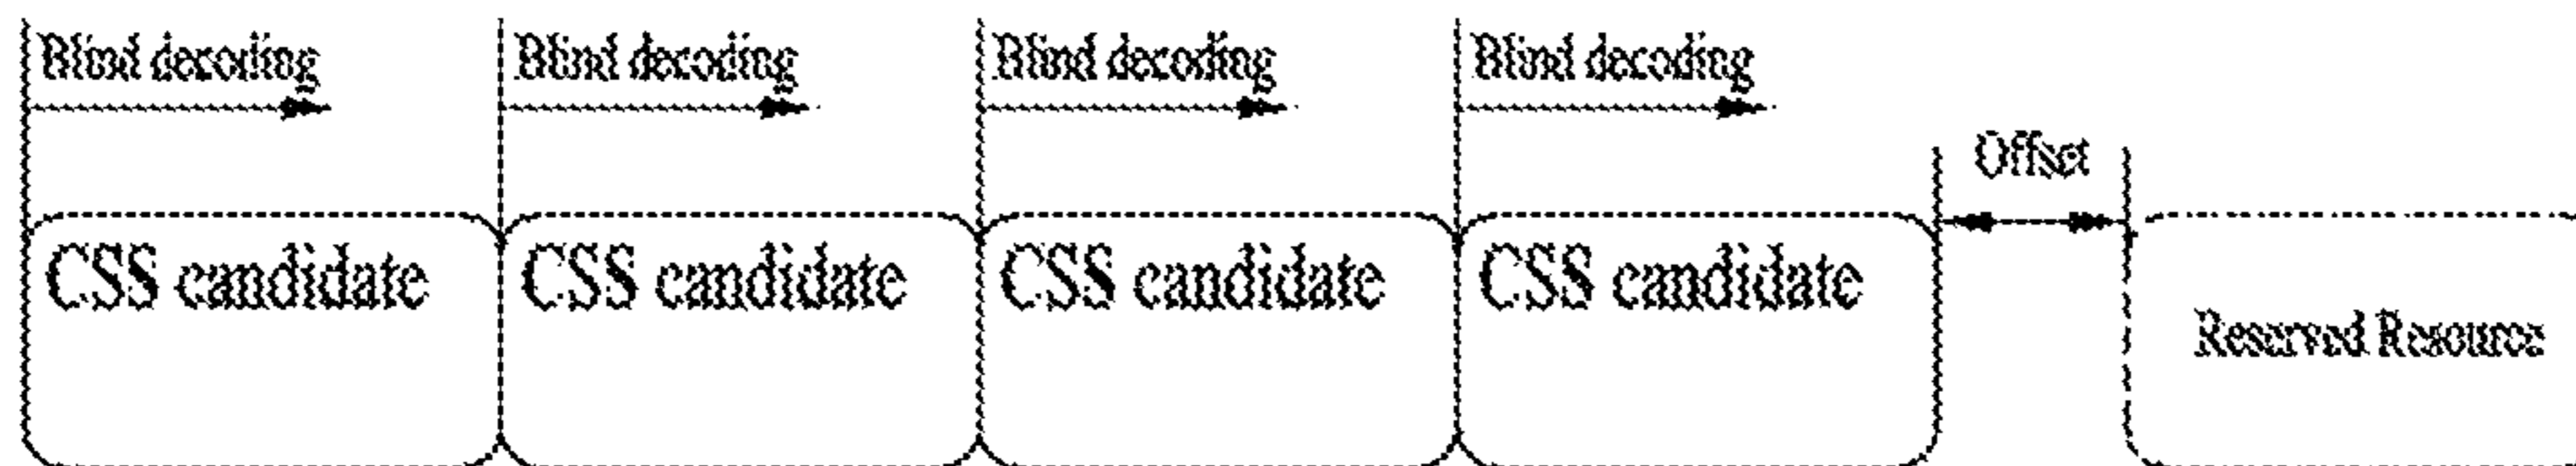 Blind decoding Blind decoding Blind decoding Blind decoding
Offset
CSS candidate CSS candidate CSS candidate CSS candidate
Reserved Resource